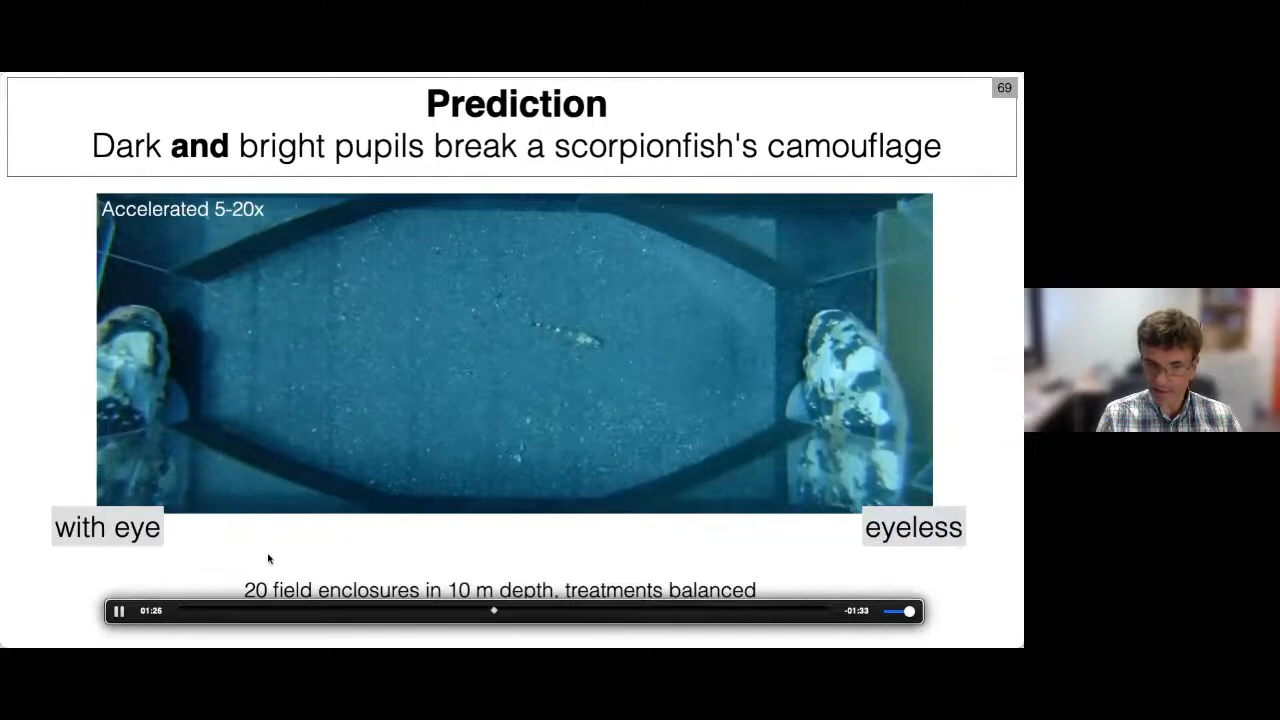 69
Prediction
Dark and bright pupils break a scorpionfish's camouflage
Accelerated 5-20x
with eye
eyeless
20 field enclosures in 10 m depth, treatments balanced
01:26
-01:33